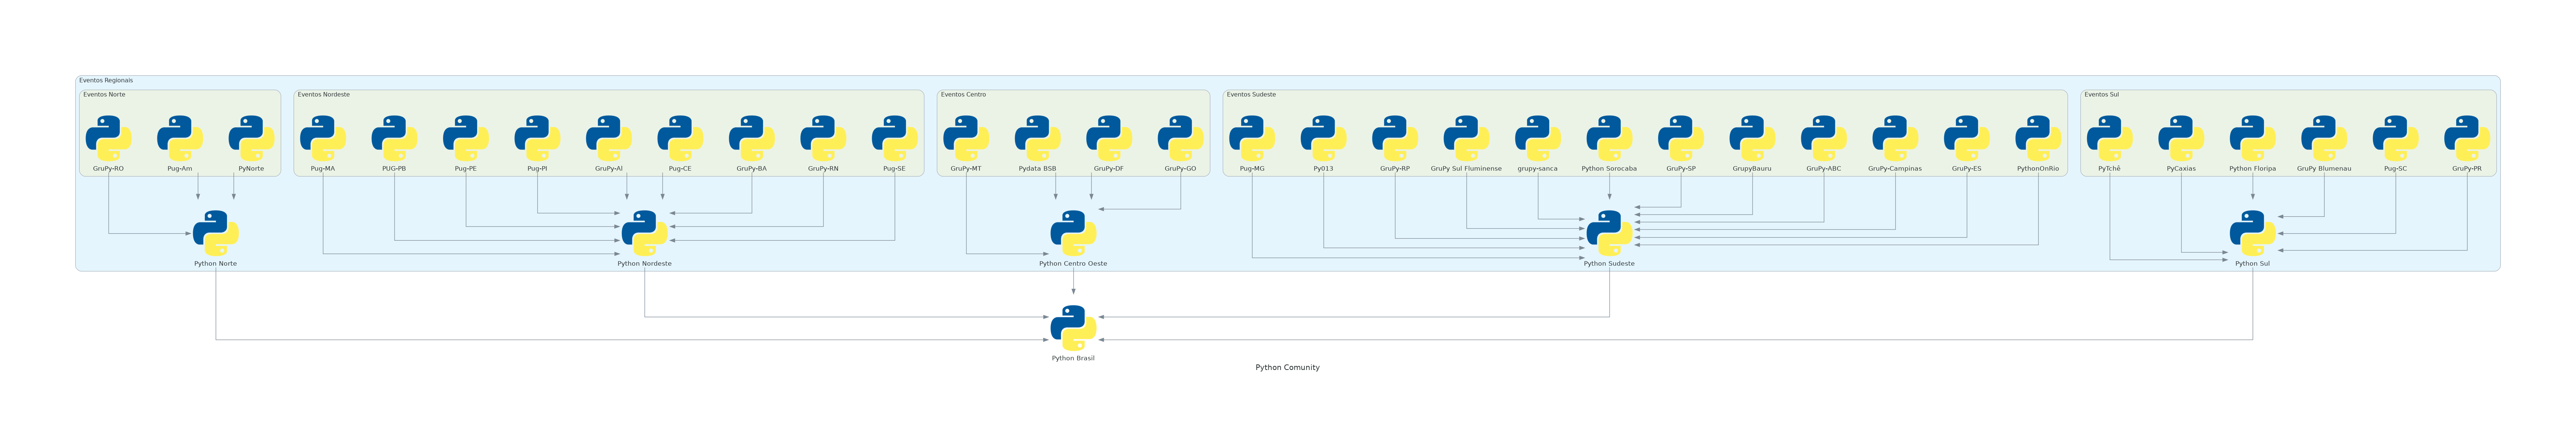 Eventos Regionais
Eventos Norte
Eventos Nordeste
Eventos Centro
Eventos Sudeste
Eventos Sul
GruPy-RO
Pug-Am
PyNorte
Pug-MA
PUG-PB
Pug-PE
Pug-PI
GruPy-Al
Pug-CE
GruPy-BA
GruPy-RN
Pug-SE
GruPy-MT
Pydata BSB
GruPy-DF
GruPy-GO
Pug-MG
Py013
GruPy-RP
GruPy Sul Fluminense
grupy-sanca
Python Sorocaba
GruPy-SP
GrupyBauru
GruPy-ABC
GruPy-Campinas
GruPy-ES
PythonOnRio
PyTchê
PyCaxias
Python Floripa
GruPy Blumenau
Pug-SC
GruPy-PR
Python Norte
Python Nordeste
Python Centro Oeste
Python Sudeste
Python Sul
Python Brasil
Python Comunity